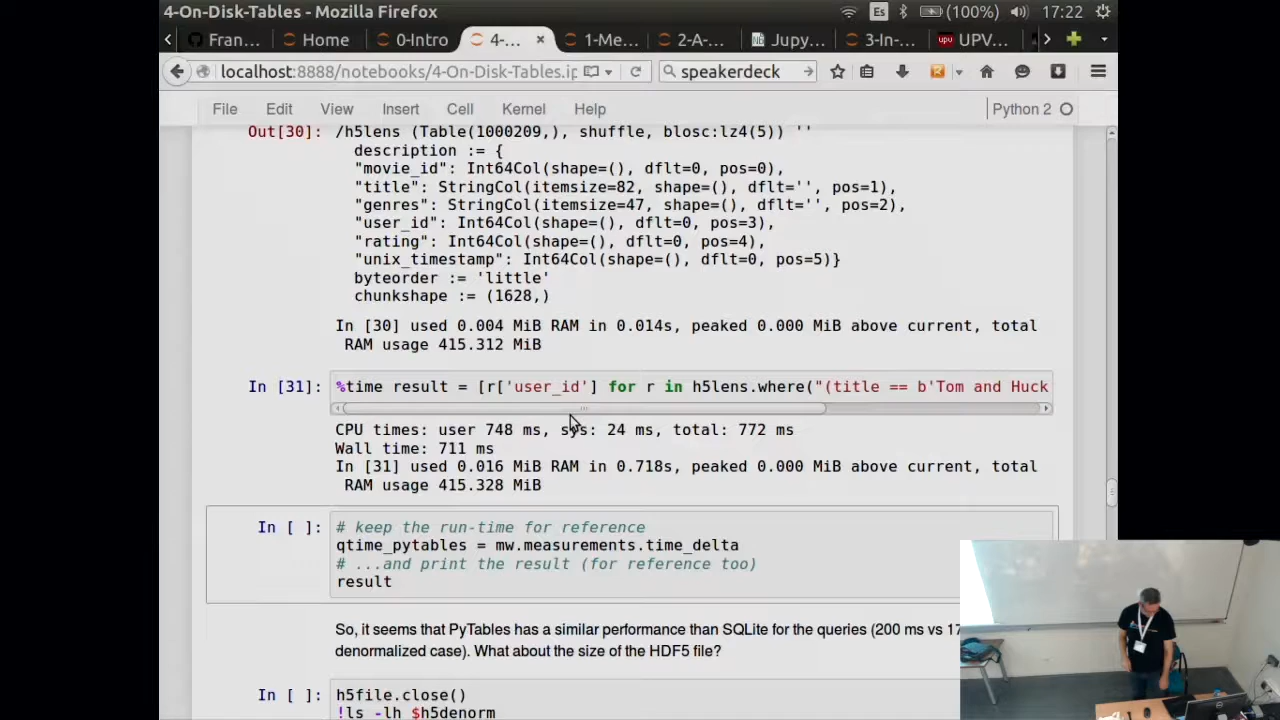 4-On-Disk-Tables - Mozilla Firefox
Es
(100%)
17:22
Fran...
Home
0-Intro
4-...
1-Me...
2-A-...
Jupy...
3-In-...
upv
UPV...
localhost:8888/notebooks/4-On-Disk-Tables.ip
speakerdeck
File Edit View Insert Cell Kernel Help
Python 2
Out[30]: /h5lens (Table(1000209,), shuffle, blosc:lz4(5)) ''
description := {
"movie_id": Int64Col(shape=(), dflt=0, pos=0),
"title": StringCol(itemsize=82, shape=(), dflt='', pos=1),
"genres": StringCol(itemsize=47, shape=(), dflt='', pos=2),
"user_id": Int64Col(shape=(), dflt=0, pos=3),
"rating": Int64Col(shape=(), dflt=0, pos=4),
"unix_timestamp": Int64Col(shape=(), dflt=0, pos=5)}
byteorder := 'little'
chunkshape := (1628,)
In [30] used 0.004 MiB RAM in 0.014s, peaked 0.000 MiB above current, total
RAM usage 415.312 MiB
In [31]: %time result = [r['user_id'] for r in h5lens.where("(title == b'Tom and Huck
CPU times: user 748 ms, sys: 24 ms, total: 772 ms
Wall time: 711 ms
In [31] used 0.016 MiB RAM in 0.718s, peaked 0.000 MiB above current, total
RAM usage 415.328 MiB
In [ ]: # keep the run-time for reference
qtime_pytables = mw.measurements.time_delta
# ...and print the result (for reference too)
result
So, it seems that PyTables has a similar performance than SQLite for the queries (200 ms vs 17
denormalized case). What about the size of the HDF5 file?
In [ ]: h5file.close()
!ls -lh $h5denorm